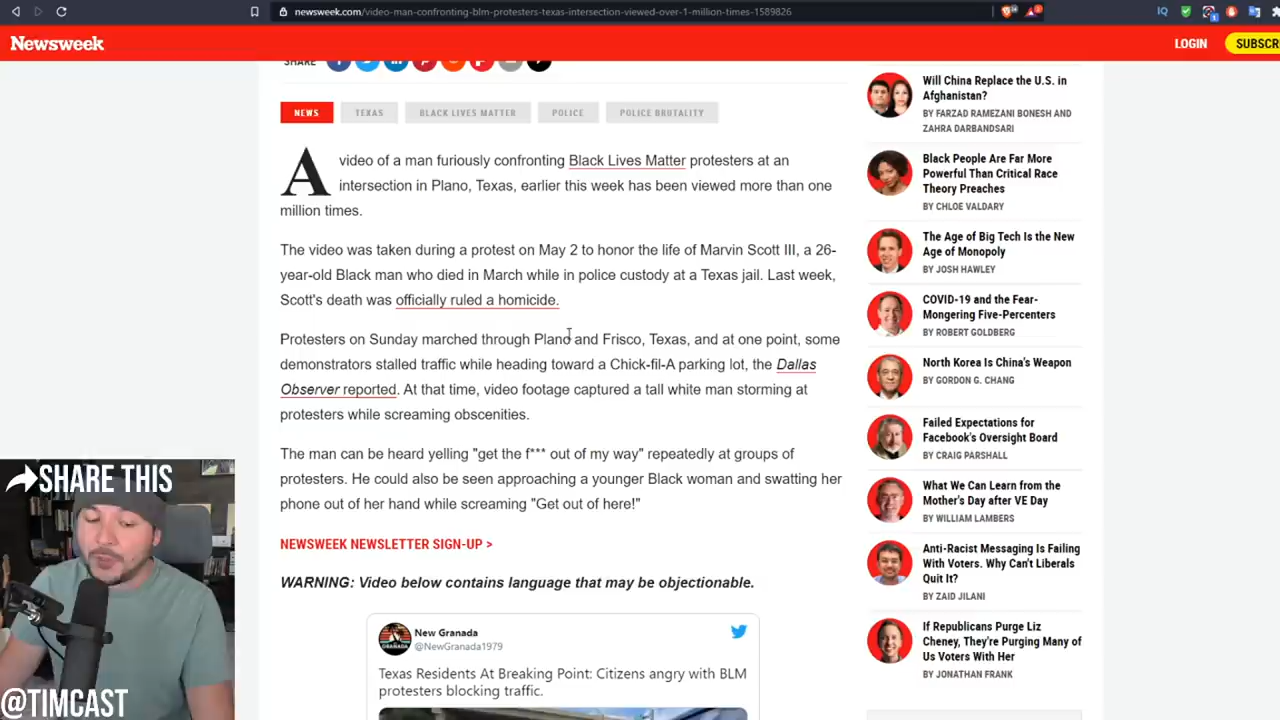 newsweek.com/video-man-confronting-blm-protesters-texas-intersection-viewed-over-1-million-times-1589826
Newsweek
LOGIN
SUBSCR
SHARE
NEWS
TEXAS
BLACK LIVES MATTER
POLICE
POLICE BRUTALITY
A video of a man furiously confronting Black Lives Matter protesters at an
intersection in Plano, Texas, earlier this week has been viewed more than one
million times.
The video was taken during a protest on May 2 to honor the life of Marvin Scott III, a 26-
year-old Black man who died in March while in police custody at a Texas jail. Last week,
Scott's death was officially ruled a homicide.
Protesters on Sunday marched through Plano and Frisco, Texas, and at one point, some
demonstrators stalled traffic while heading toward a Chick-fil-A parking lot, the Dallas
Observer reported. At that time, video footage captured a tall white man storming at
protesters while screaming obscenities.
The man can be heard yelling "get the f*** out of my way" repeatedly at groups of
protesters. He could also be seen approaching a younger Black woman and swatting her
phone out of her hand while screaming "Get out of here!"
NEWSWEEK NEWSLETTER SIGN-UP >
WARNING: Video below contains language that may be objectionable.
New Granada
@NewGranada1979
Texas Residents At Breaking Point: Citizens angry with BLM
protesters blocking traffic.
Will China Replace the U.S. in
Afghanistan?
BY FARZAD RAMEZANI BONESH AND
ZAHRA DARBANDSARI
Black People Are Far More
Powerful Than Critical Race
Theory Preaches
BY CHLOE VALDARY
The Age of Big Tech Is the New
Age of Monopoly
BY JOSH HAWLEY
COVID-19 and the Fear-
Mongering Five-Percenters
BY ROBERT GOLDBERG
North Korea Is China's Weapon
BY GORDON G. CHANG
Failed Expectations for
Facebook's Oversight Board
BY CRAIG PARSHALL
What We Can Learn from the
Mother's Day after VE Day
BY WILLIAM LAMBERS
Anti-Racist Messaging Is Failing
With Voters. Why Can't Liberals
Quit It?
BY ZAID JILANI
If Republicans Purge Liz
Cheney, They're Purging Many of
Us Voters With Her
BY JONATHAN FRANK
SHARE THIS
@TIMCAST